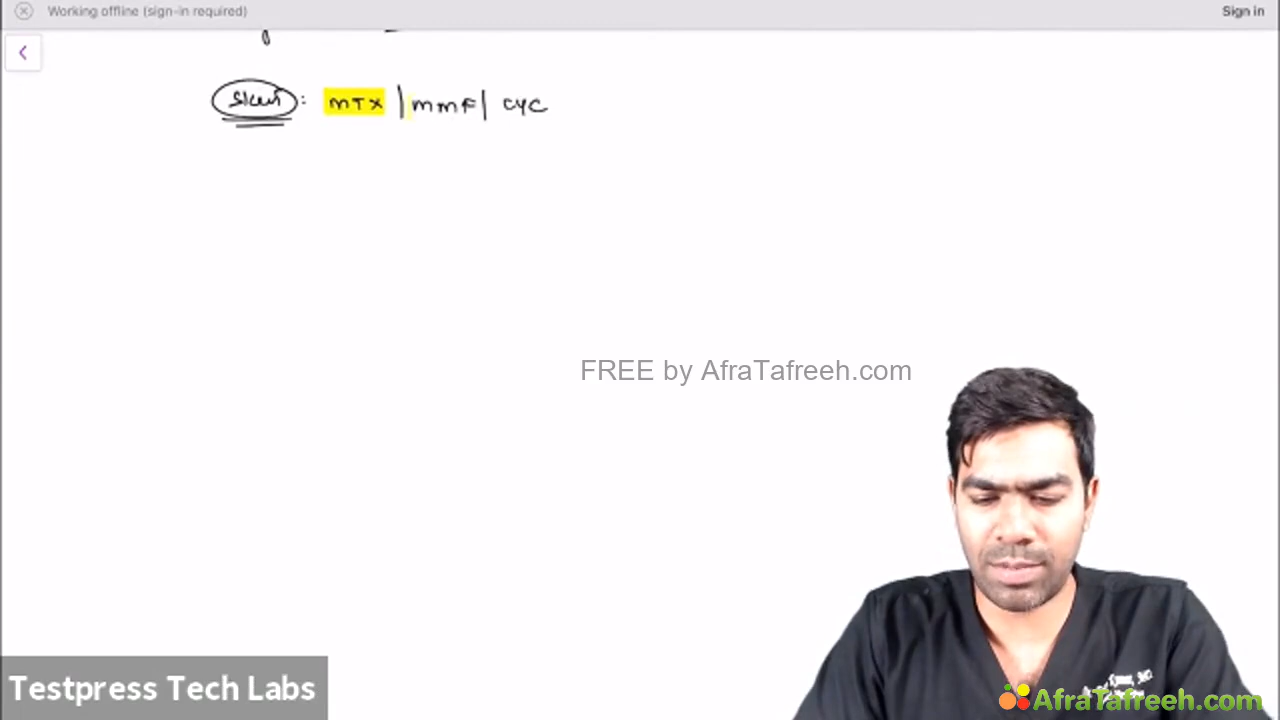 Working offline (sign-in required)
Sign in
Skin: MTX | MMF | CYC
FREE by AfraTafreeh.com
Testpress Tech Labs
AfraTafreeh.com